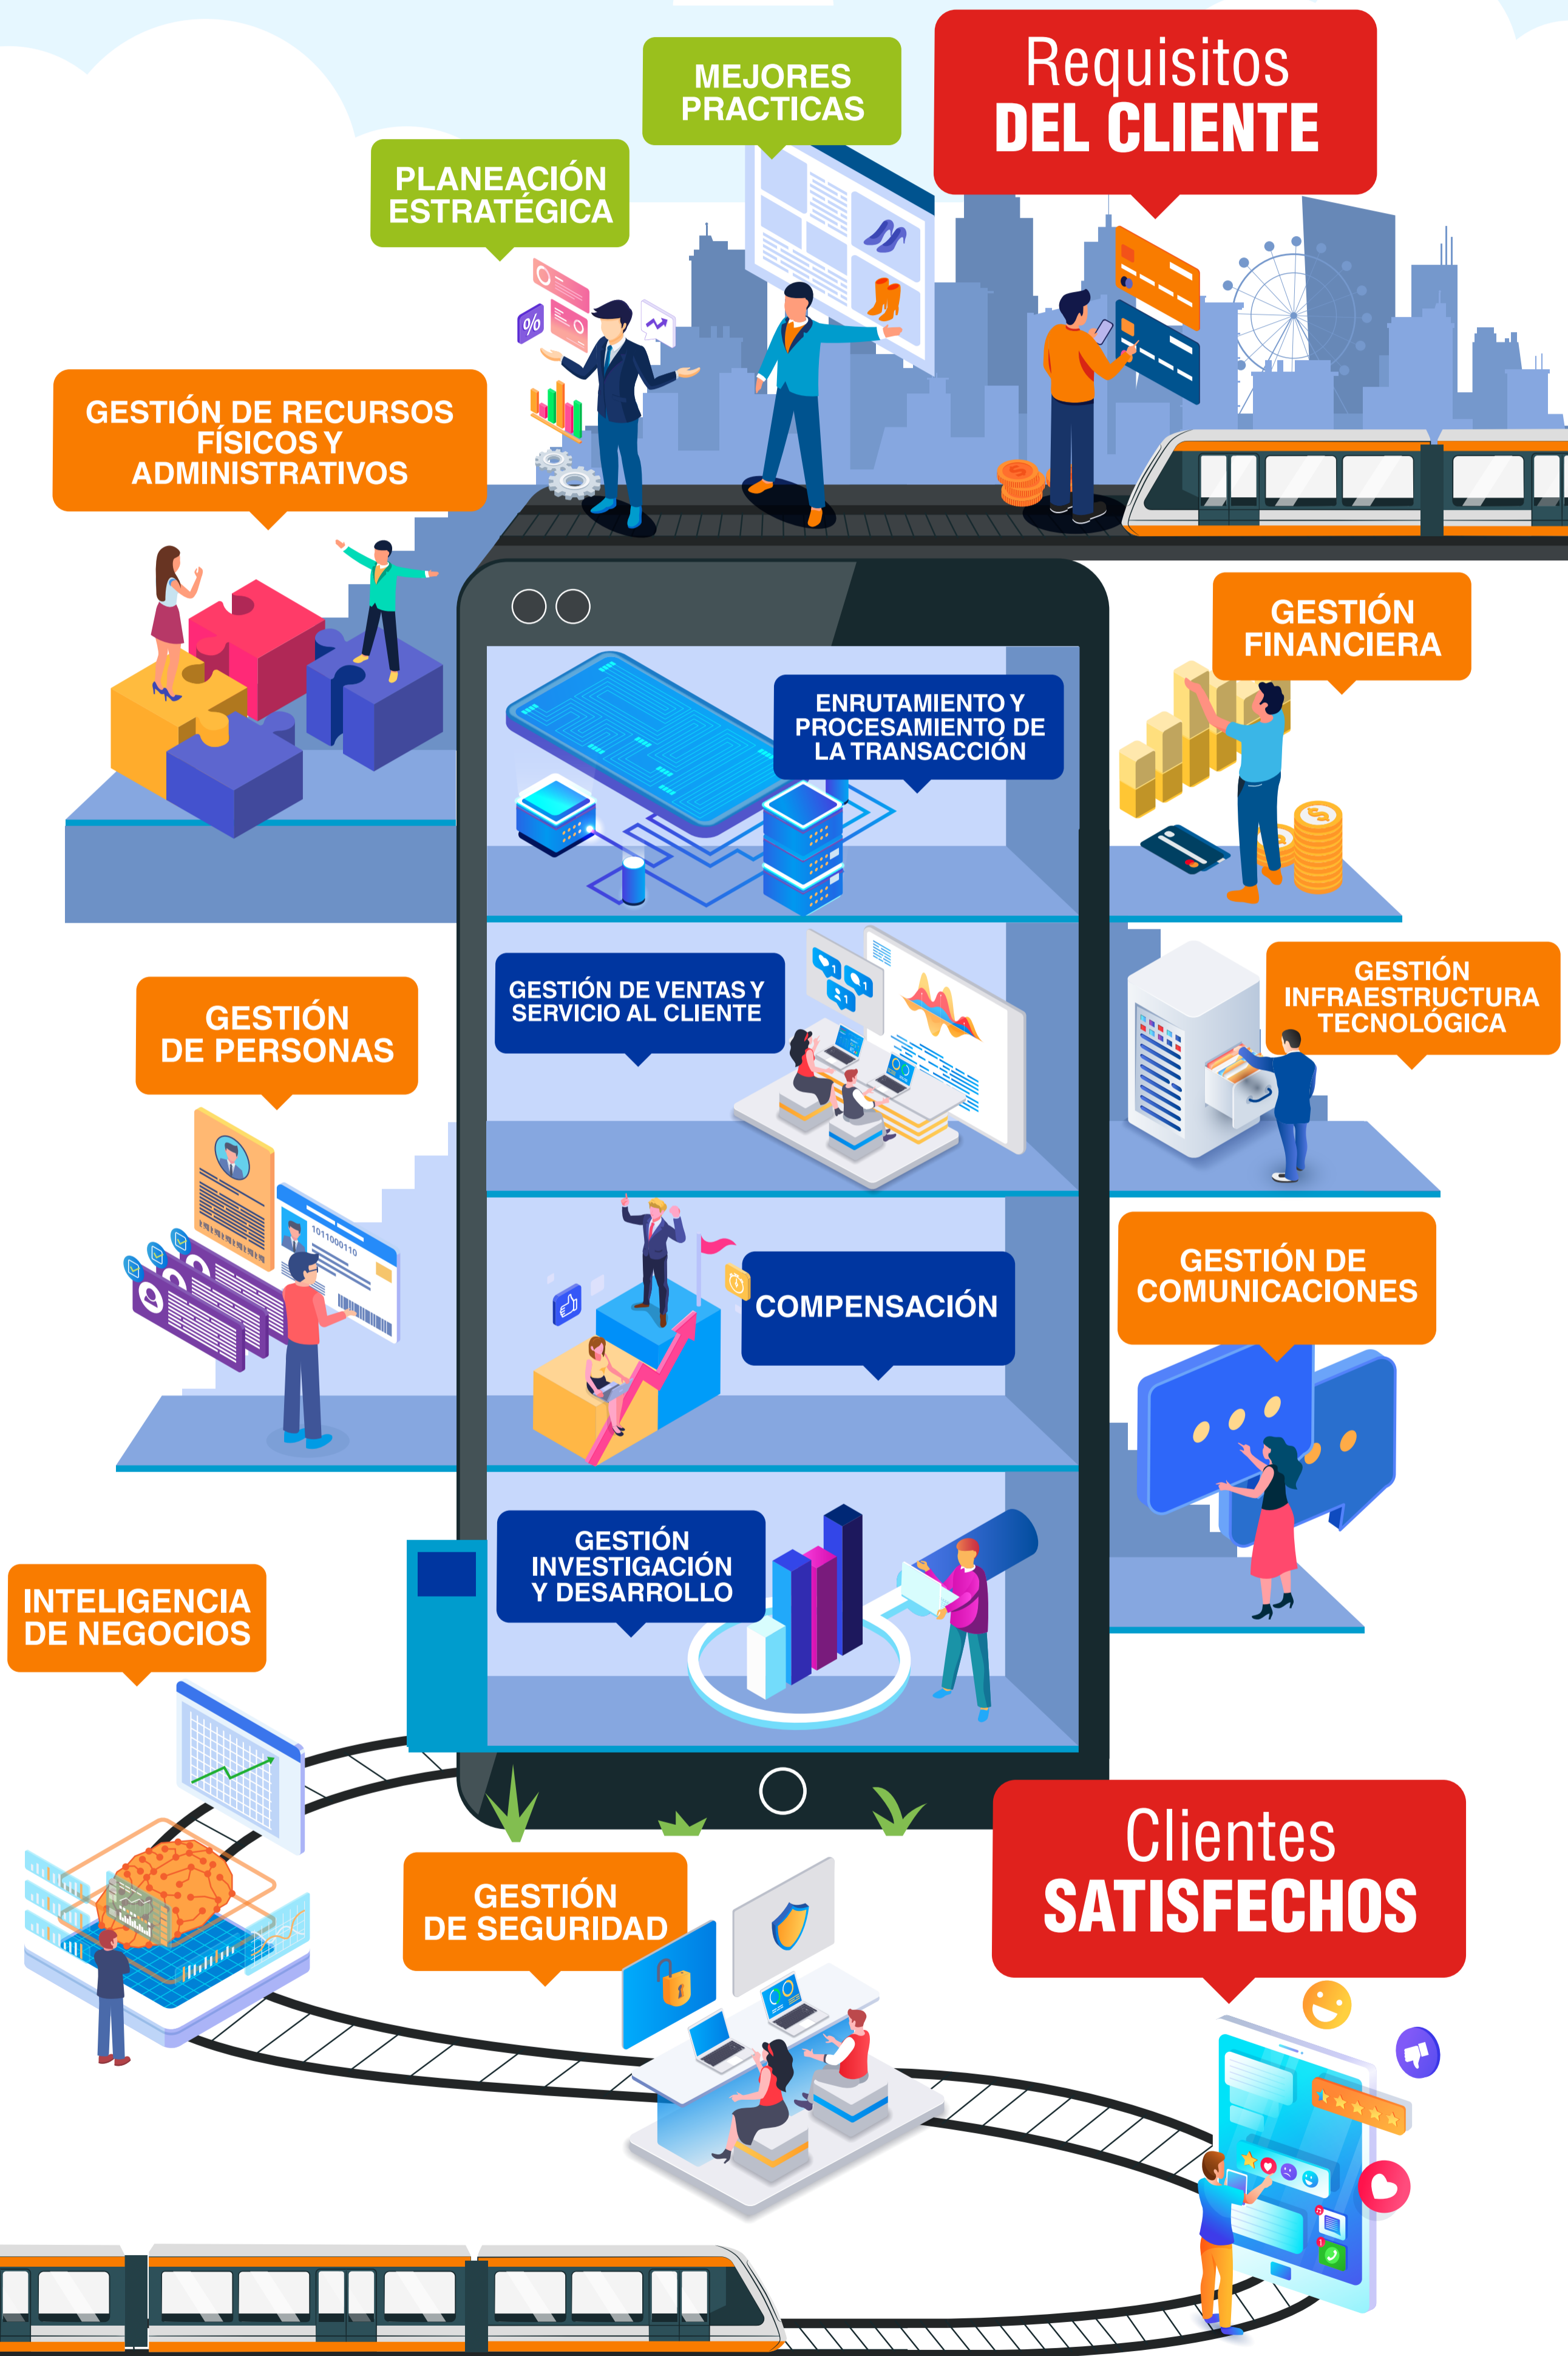 Requisitos
DEL CLIENTE
MEJORES
PRACTICAS
PLANEACIÓN
ESTRATÉGICA
%
GESTIÓN DE RECURSOS
FÍSICOS Y
ADMINISTRATIVOS
GESTIÓN
FINANCIERA
ENRUTAMIENTO Y
PROCESAMIENTO DE
LA TRANSACCIÓN
GESTIÓN DE VENTAS Y
SERVICIO AL CLIENTE
GESTIÓN
INFRAESTRUCTURA
TECNOLÓGICA
GESTIÓN
DE PERSONAS
1011000110
COMPENSACIÓN
GESTIÓN DE
COMUNICACIONES
GESTIÓN
INVESTIGACIÓN
Y DESARROLLO
INTELIGENCIA
DE NEGOCIOS
GESTIÓN
DE SEGURIDAD
Clientes
SATISFECHOS